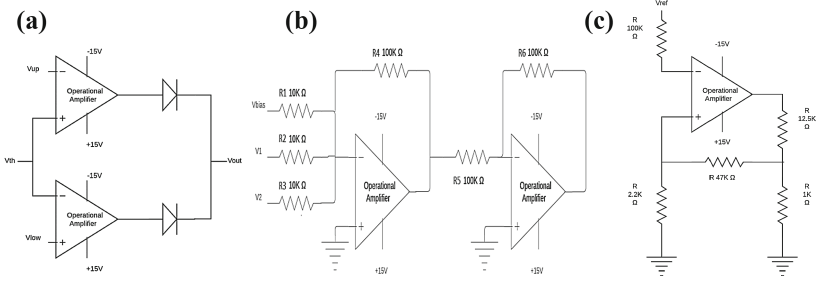 (a)
-15V
Vup
Operational
Amplifier
+15V
Vth
Vout
-15V
Operational
Amplifier
Vlow
+15V
(b)
R4 100K Ω
R6 100K Ω
R1 10K Ω
Vbias
-15V
-15V
R2 10K Ω
V1
R3 10K Ω
V2
R5 100K Ω
Operational
Amplifier
Operational
Amplifier
+15V
+15V
(c)
Vref
R
100K
Ω
-15V
Operational
Amplifier
+15V
R
12.5K
Ω
R 47K Ω
R
2.2K
Ω
R
1K
Ω